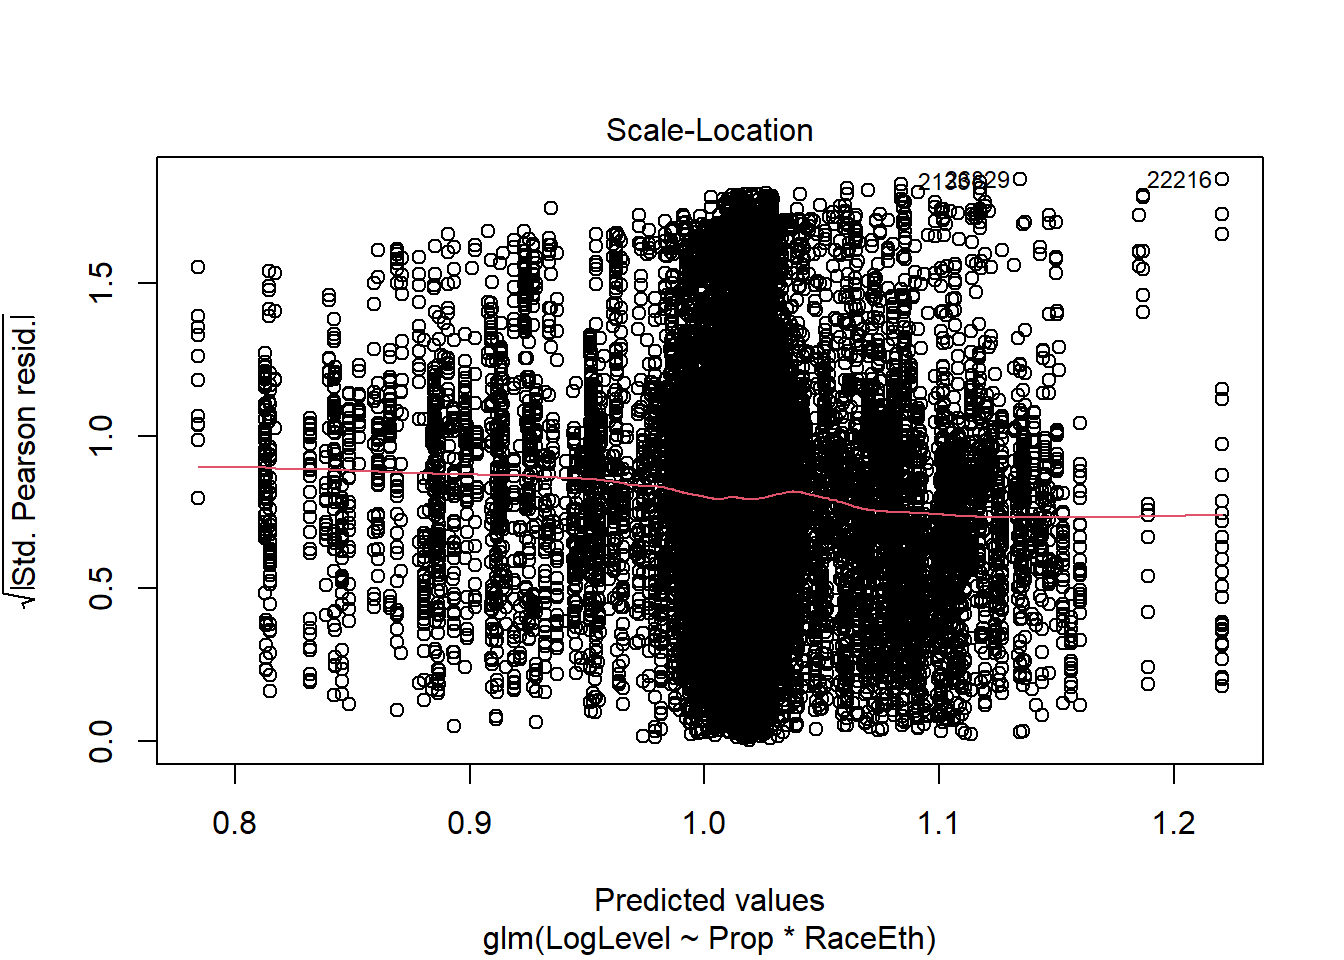 Scale-Location
23829
22216
√|Std. Pearson resid.|
1.5
1.0
0.5
0.0
0.8 0.9 1.0 1.1 1.2
Predicted values
glm(LogLevel ~ Prop * RaceEth)